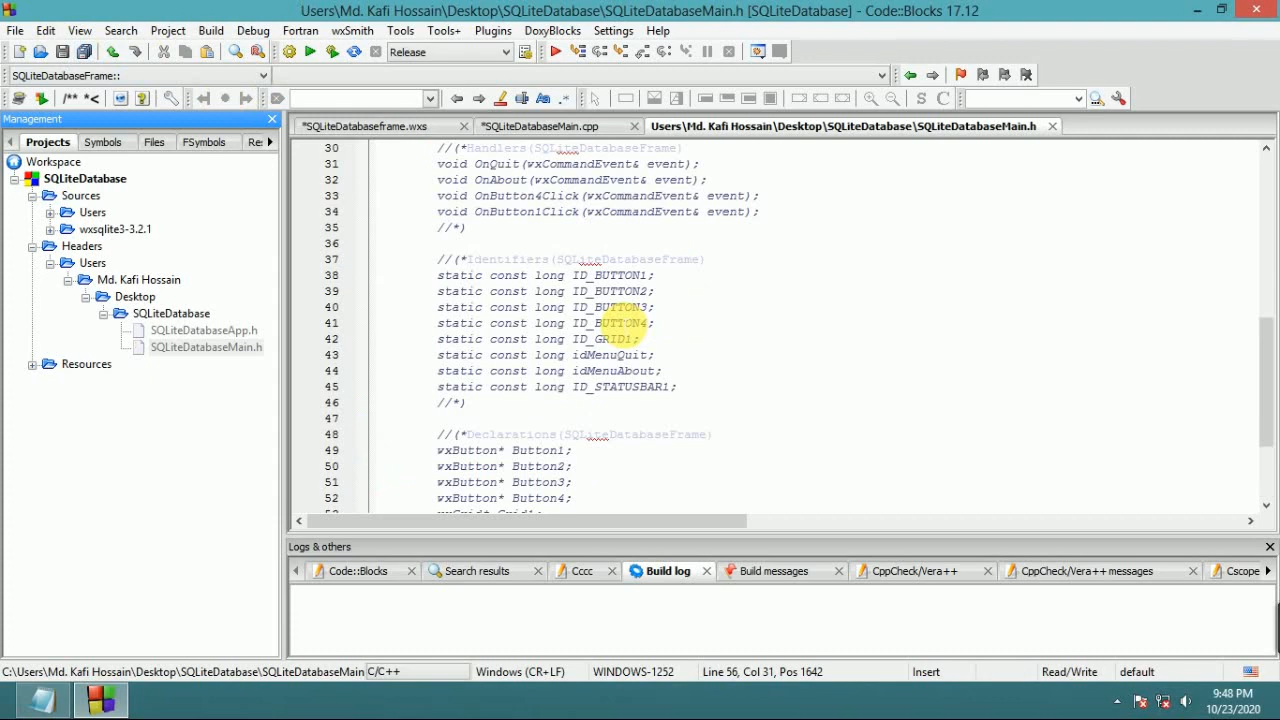 Users\Md. Kafi Hossain\Desktop\SQLiteDatabase\SQLiteDatabaseMain.h [SQLiteDatabase] - Code::Blocks 17.12
File Edit View Search Project Build Debug Fortran wxSmith Tools Tools+ Plugins DoxyBlocks Settings Help
Release
SQLiteDatabaseFrame::
/** *<
S C
Management
*SQLiteDatabaseframe.wxs *SQLiteDatabaseMain.cpp Users\Md. Kafi Hossain\Desktop\SQLiteDatabase\SQLiteDatabaseMain.h
Projects Symbols Files FSymbols Re
Workspace
SQLiteDatabase
Sources
Users
wxsqlite3-3.2.1
Headers
Users
Md. Kafi Hossain
Desktop
SQLiteDatabase
SQLiteDatabaseApp.h
SQLiteDatabaseMain.h
Resources
30 //(*Handlers(SQLiteDatabaseFrame)
31 void OnQuit(wxCommandEvent& event);
32 void OnAbout(wxCommandEvent& event);
33 void OnButton4Click(wxCommandEvent& event);
34 void OnButton1Click(wxCommandEvent& event);
35 //*)
36
37 //(*Identifiers(SQLiteDatabaseFrame)
38 static const long ID_BUTTON1;
39 static const long ID_BUTTON2;
40 static const long ID_BUTTON3;
41 static const long ID_BUTTON4;
42 static const long ID_GRID1;
43 static const long idMenuQuit;
44 static const long idMenuAbout;
45 static const long ID_STATUSBAR1;
46 //*)
47
48 //(*Declarations(SQLiteDatabaseFrame)
49 wxButton* Button1;
50 wxButton* Button2;
51 wxButton* Button3;
52 wxButton* Button4;
53 wxGrid* Grid1;
Logs & others
Code::Blocks Search results Cccc Build log Build messages CppCheck/Vera++ CppCheck/Vera++ messages Cscope
C:\Users\Md. Kafi Hossain\Desktop\SQLiteDatabase\SQLiteDatabaseMain C/C++ Windows (CR+LF) WINDOWS-1252 Line 56, Col 31, Pos 1642 Insert Read/Write default
9:48 PM
10/23/2020